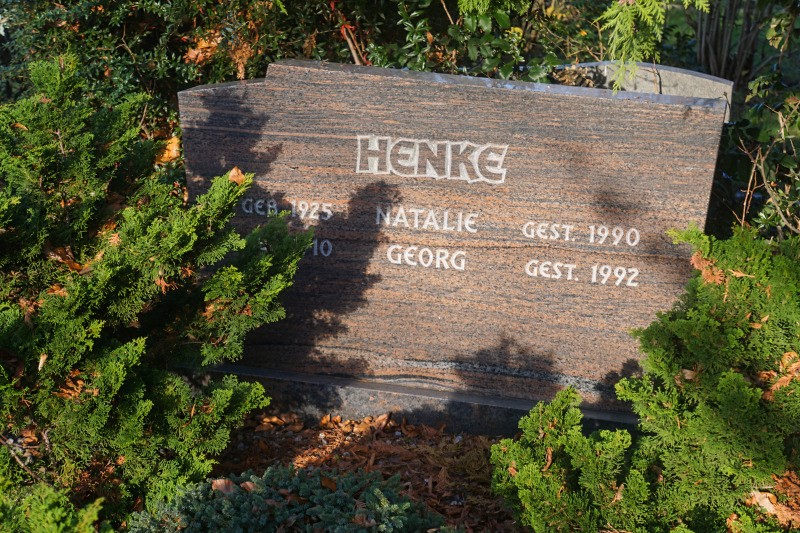 HENKE
GEB. 1925 NATALIE GEST. 1990
10 GEORG GEST. 1992